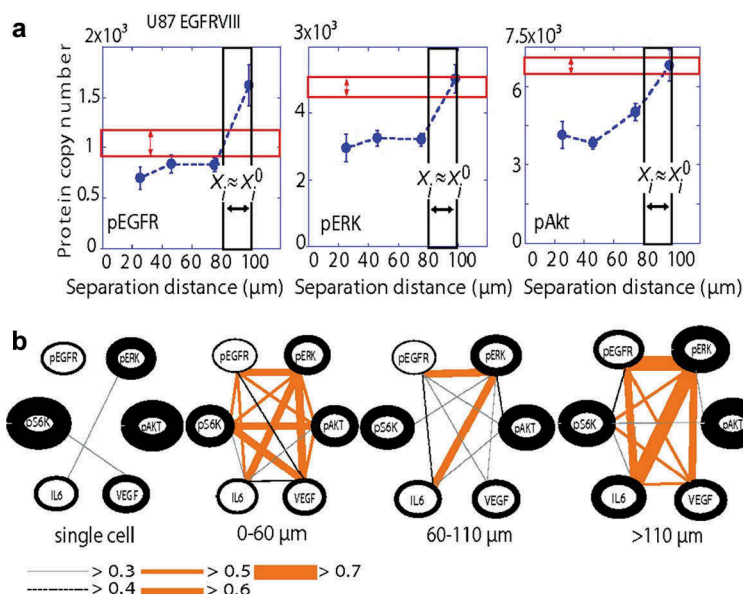 a
U87 EGFRVIII
2x10³
5x10³
7.5x10³
Protein copy number
1.5
1
0.5
0
3
0
6
3
0
Xi≈Xi⁰
Xi≈Xi⁰
Xi≈Xi⁰
pEGFR
pERK
pAkt
0 20 40 60 80 100
0 20 40 60 80 100
0 20 40 60 80 100
Separation distance (µm)
Separation distance (µm)
Separation distance (µm)
b
pEGFR pERK
pS6K pAKT
IL6 VEGF
single cell
pEGFR pERK
pS6K pAKT
IL6 VEGF
0-60 µm
pEGFR pERK
pS6K pAKT
IL6 VEGF
60-110 µm
pEGFR pERK
pS6K pAKT
IL6 VEGF
>110 µm
> 0.3 > 0.5 > 0.7
> 0.4 > 0.6